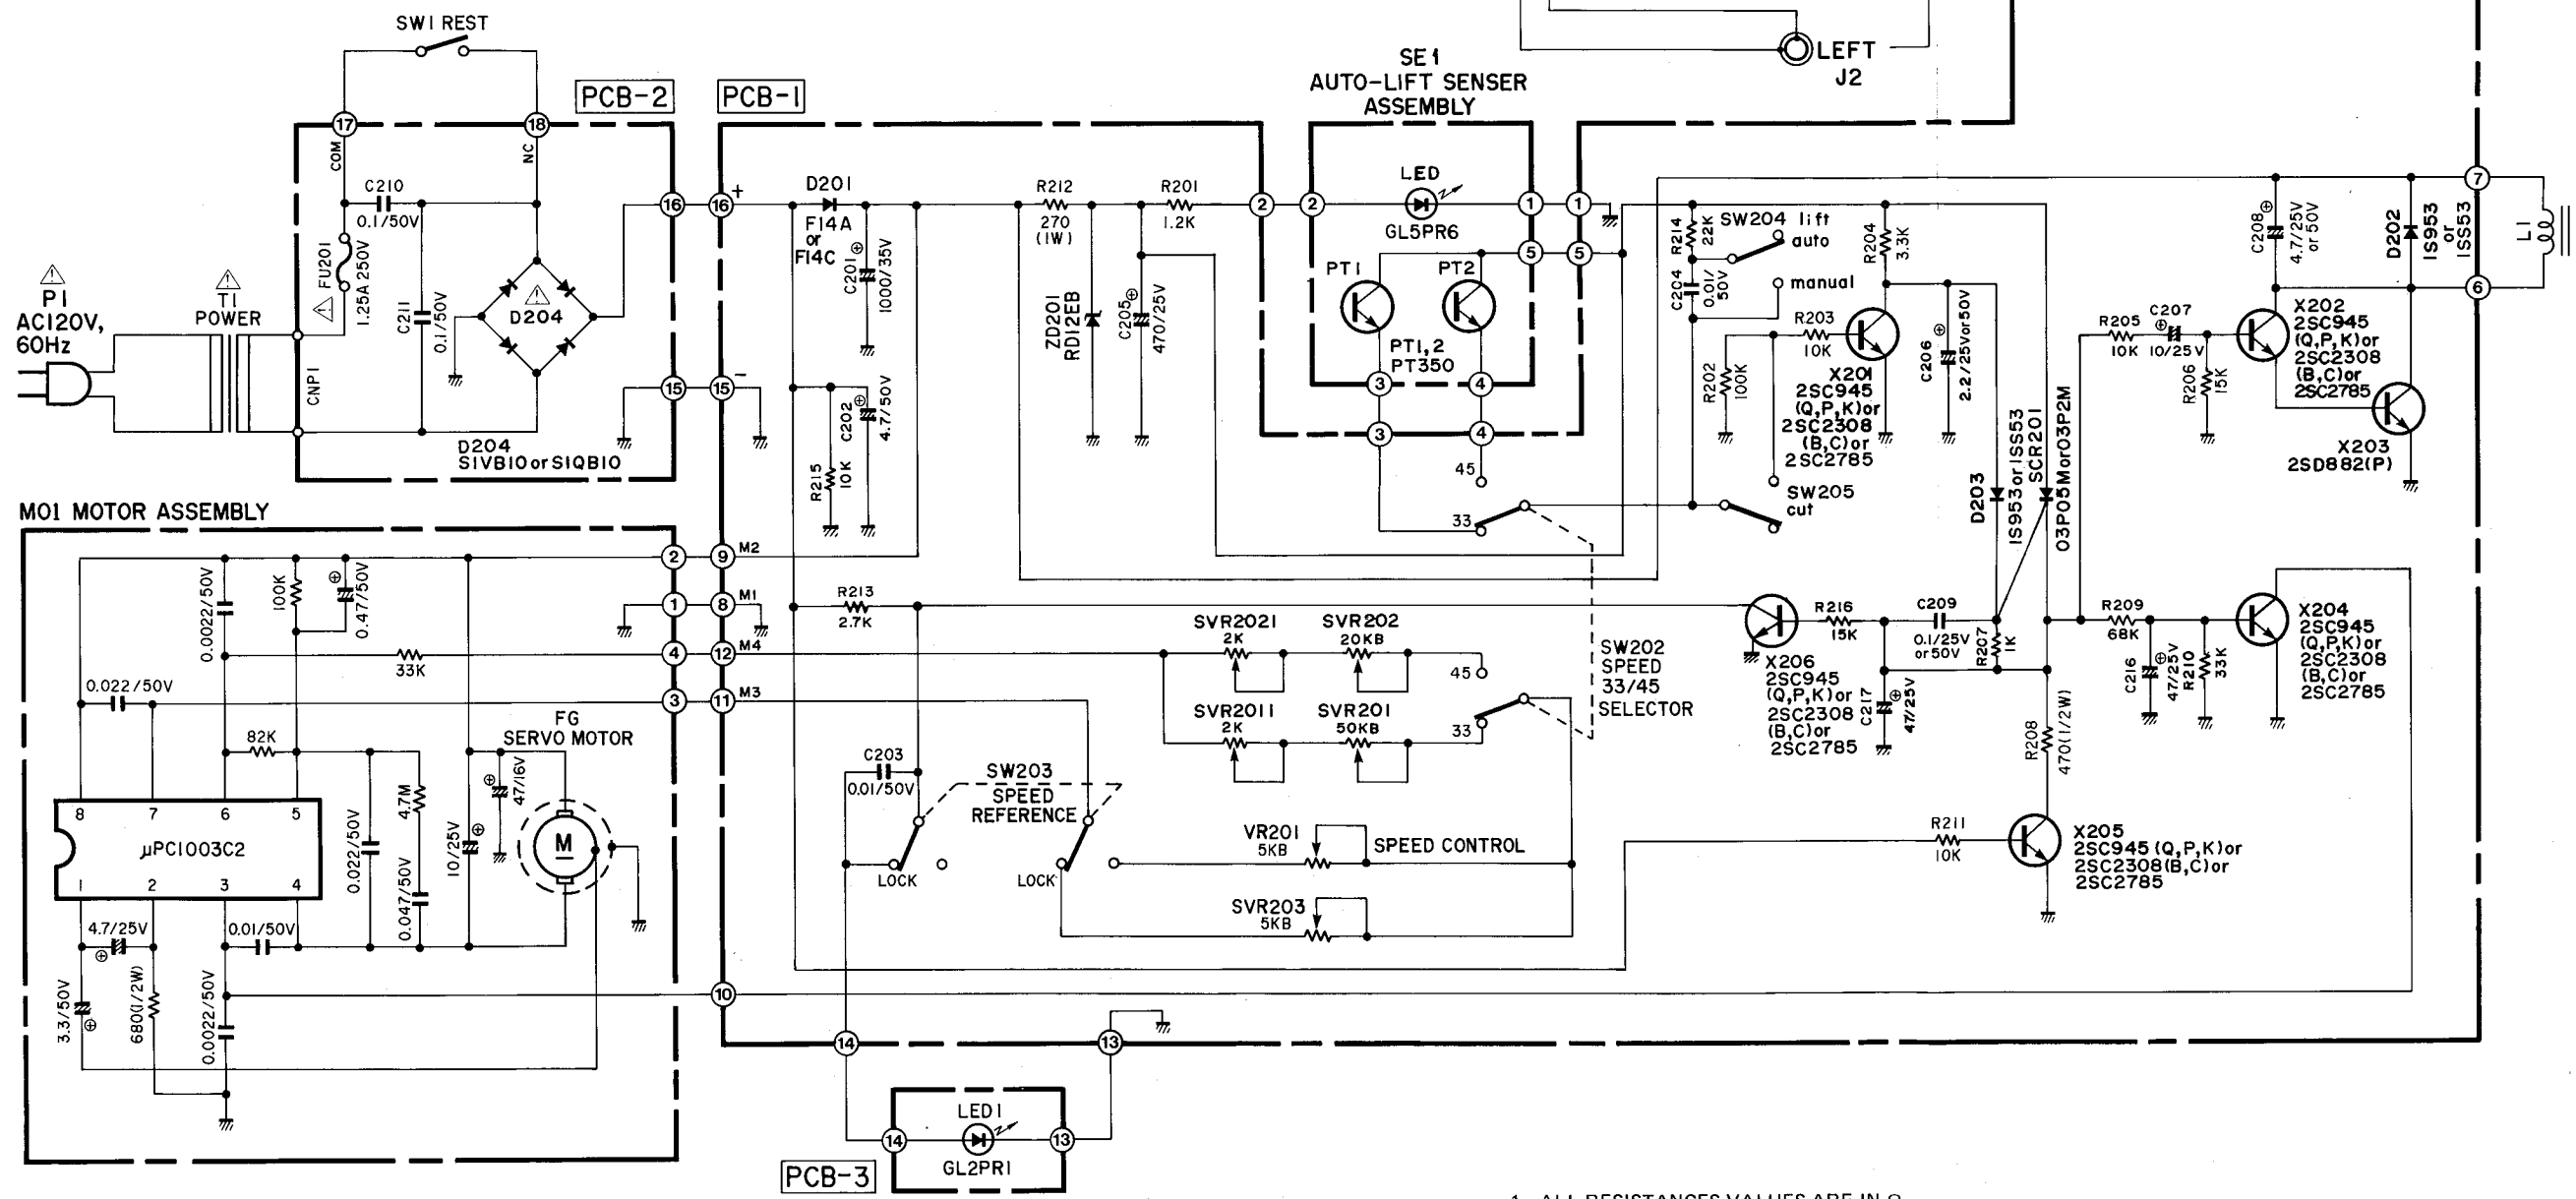 SW1 REST
LEFT
J2
SE1
AUTO-LIFT SENSER
ASSEMBLY
PCB-2
PCB-1
17
18
COM
NC
C210
0.1/50V
FU201
1.25A 250V
C211
0.1/50V
D204
P1
AC120V,
60Hz
T1
POWER
CNP1
D204
S1VB10 or S1QB10
16
16
+
15
15
−
D201
F14A
or
F14C
C201
1000/35V
C202
4.7/50V
R215
10K
R212
270
(1W)
R201
1.2K
ZD201
RD12EB
C205
470/25V
2
2
LED
GL5PR6
1
1
5
5
PT1
PT2
PT1,2
PT350
3
4
3
4
45
33
R214
22K
SW204 lift
auto
manual
C204
0.01/
50V
R204
3.3K
R203
10K
R202
100K
X201
2SC945
(Q,P,K)or
2SC2308
(B,C)or
2SC2785
C206
2.2/25V or 50V
SW205
cut
D203
1S953 or 1SS53
SCR201
03P05M or 03P2M
7
6
C208
4.7/25V
or 50V
D202
1S953
or
1SS53
L1
R205
10K
C207
10/25V
R206
15K
X202
2SC945
(Q,P,K)or
2SC2308
(B,C)or
2SC2785
X203
2SD882(P)
M01 MOTOR ASSEMBLY
2
9
M2
1
8
M1
4
12
M4
3
11
M3
0.0022/50V
100K
0.47/50V
33K
0.022/50V
82K
FG
SERVO MOTOR
47/16V
4.7M
0.022/50V
0.047/50V
10/25V
M
8
7
6
5
μPC1003C2
1
2
3
4
4.7/25V
0.01/50V
3.3/50V
680(1/2W)
0.0022/50V
R213
2.7K
SVR2021
2K
SVR202
20KB
45
SVR2011
2K
SVR201
50KB
33
SW202
SPEED
33/45
SELECTOR
C203
0.01/50V
SW203
SPEED
REFERENCE
LOCK
LOCK
VR201
5KB
SPEED CONTROL
SVR203
5KB
R216
15K
C209
0.1/25V
or 50V
R207
1K
X206
2SC945
(Q,P,K)or
2SC2308
(B,C)or
2SC2785
C217
47/25V
R208
470(1/2W)
R209
68K
C216
47/25V
R210
33K
X204
2SC945
(Q,P,K)or
2SC2308
(B,C)or
2SC2785
R211
10K
X205
2SC945 (Q,P,K)or
2SC2308(B,C)or
2SC2785
10
14
13
LED1
14
13
GL2PR1
PCB-3
1. ALL RESISTANCES VALUES ARE IN Ω